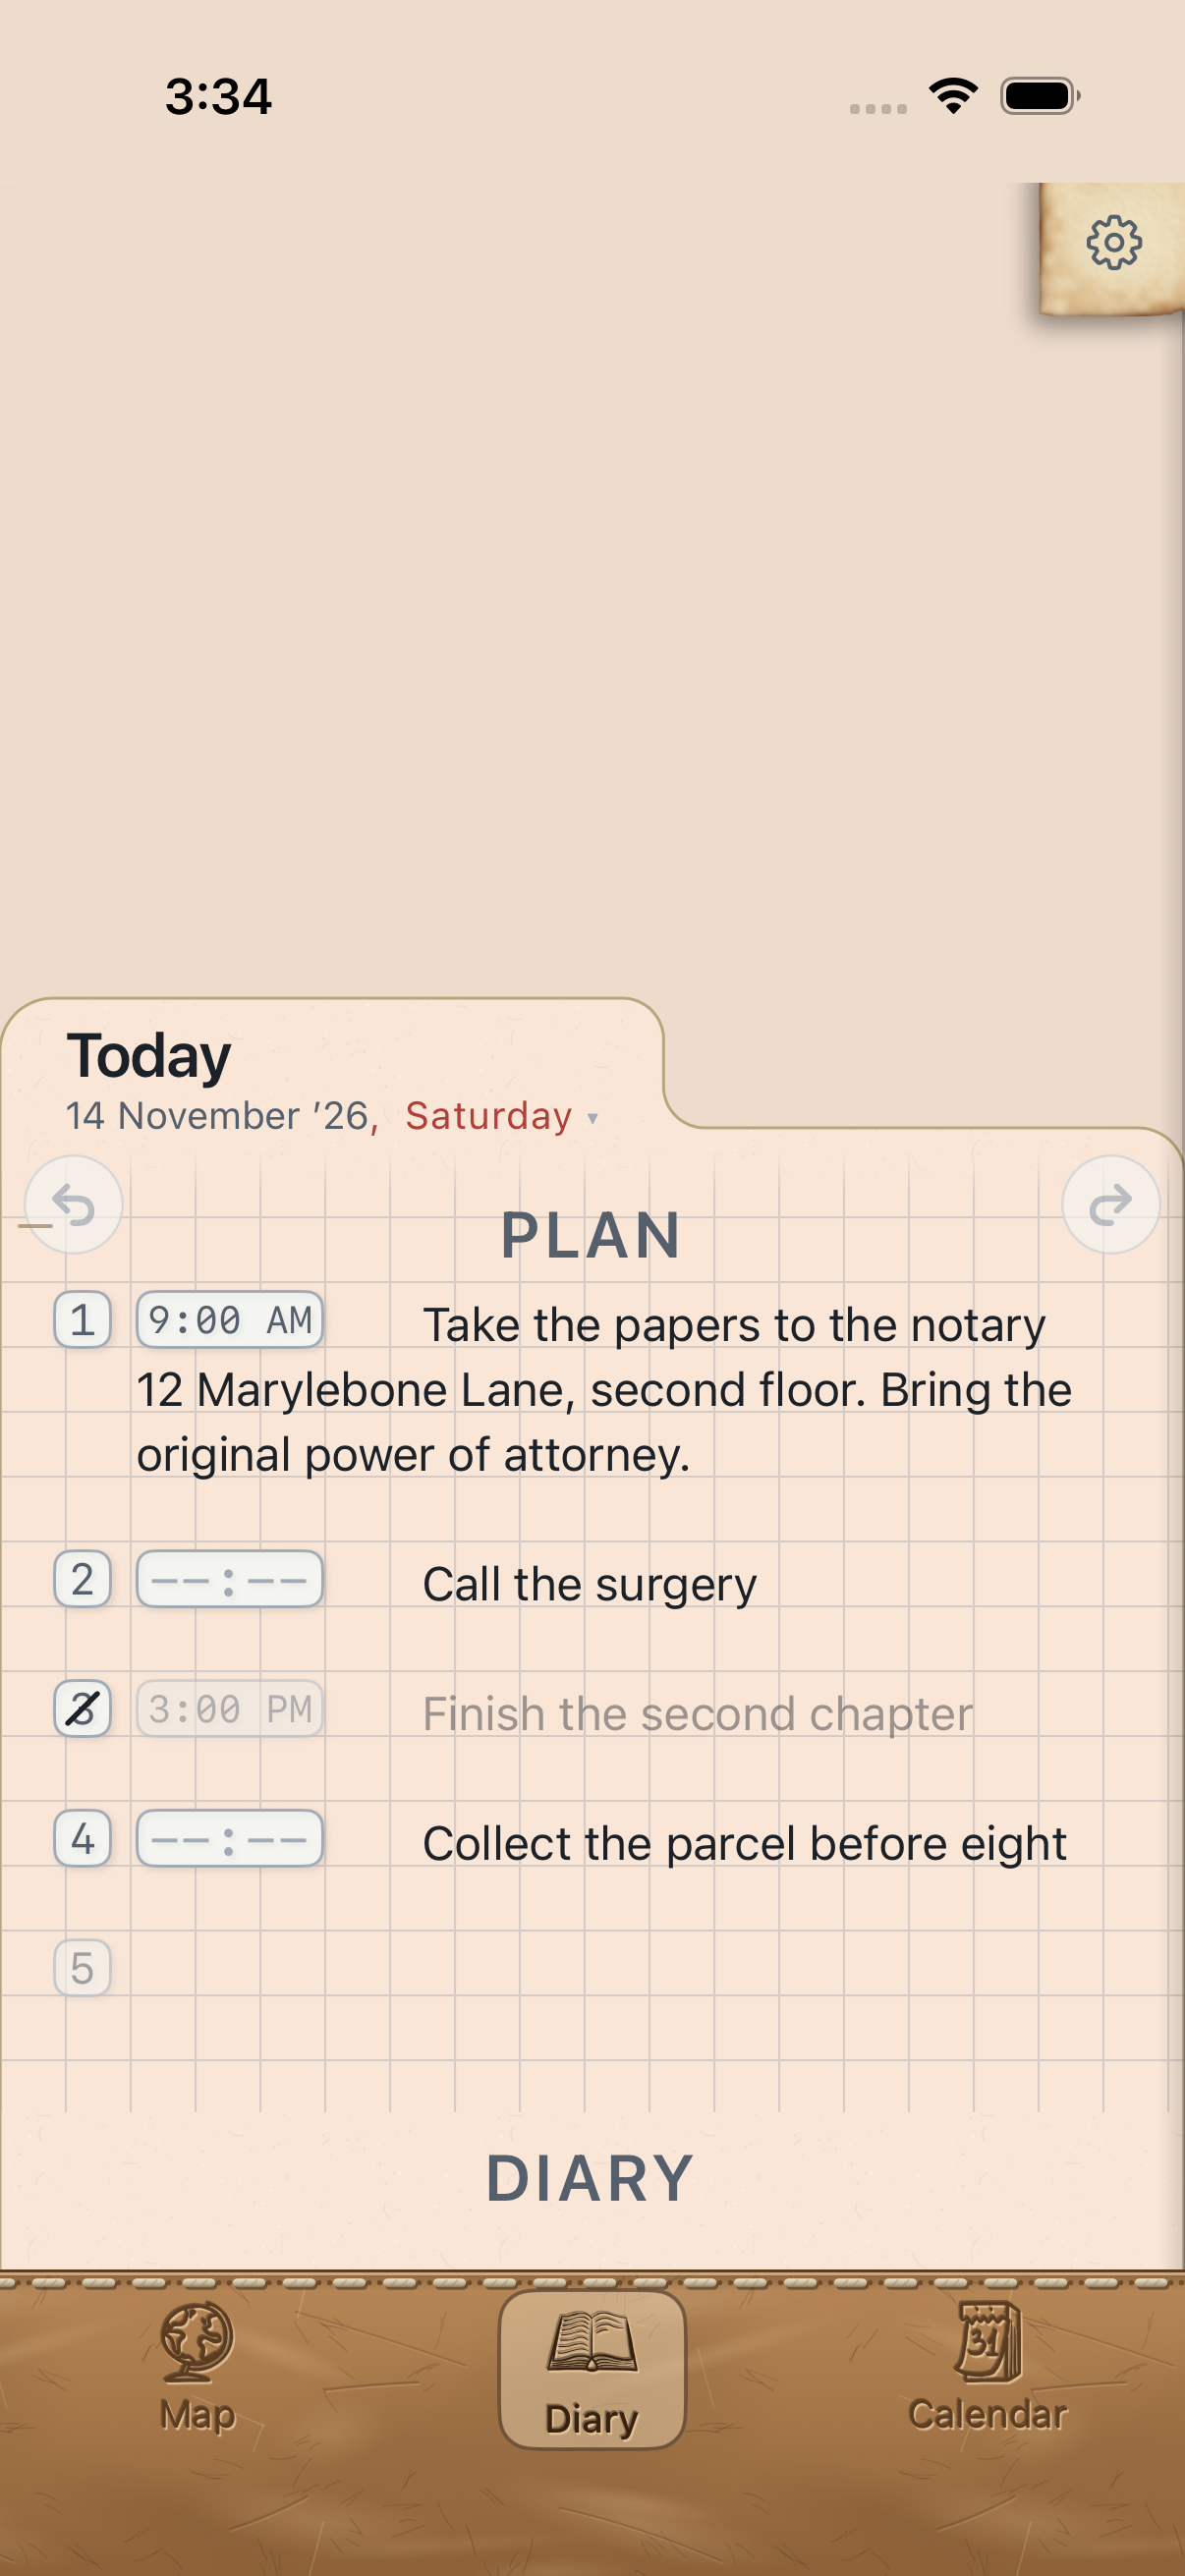 3:34
Today
14 November ’26, Saturday
PLAN
1 9:00 AM Take the papers to the notary
12 Marylebone Lane, second floor. Bring the
original power of attorney.
2 --:-- Call the surgery
3 3:00 PM Finish the second chapter
4 --:-- Collect the parcel before eight
5
DIARY
31
Map Diary Calendar